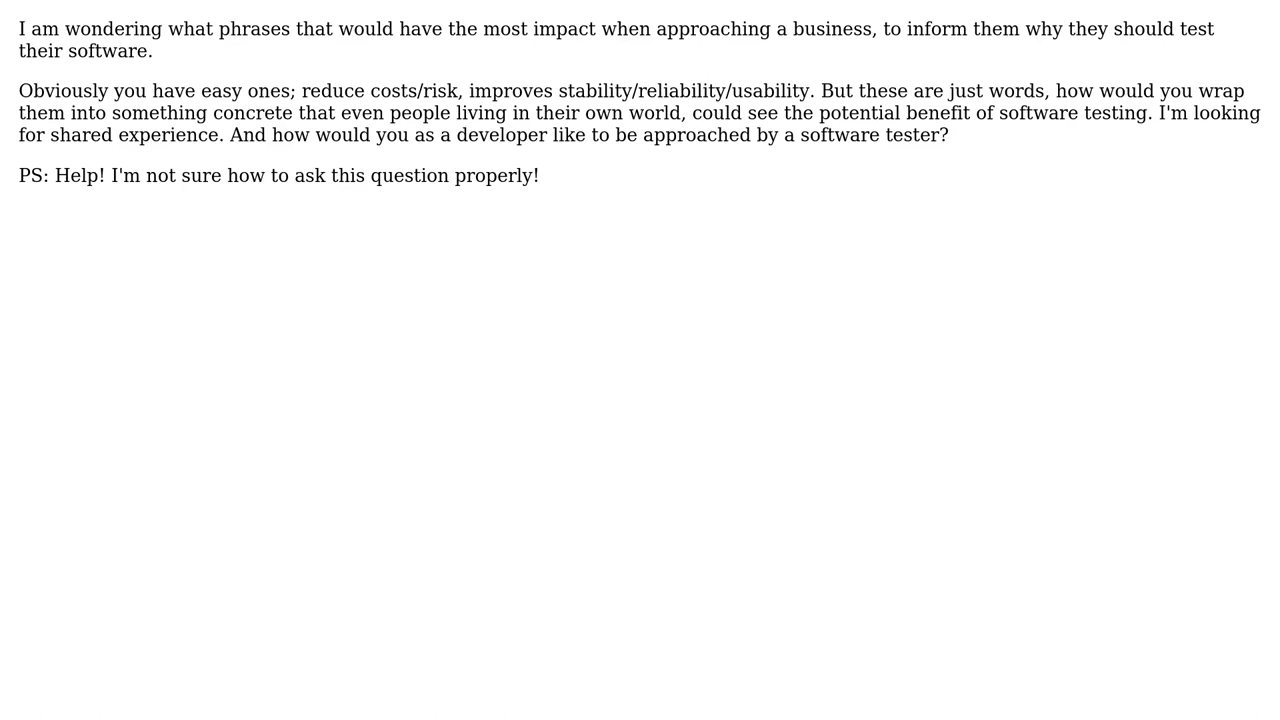 I am wondering what phrases that would have the most impact when approaching a business, to inform them why they should test
their software.
Obviously you have easy ones; reduce costs/risk, improves stability/reliability/usability. But these are just words, how would you wrap
them into something concrete that even people living in their own world, could see the potential benefit of software testing. I'm looking
for shared experience. And how would you as a developer like to be approached by a software tester?
PS: Help! I'm not sure how to ask this question properly!